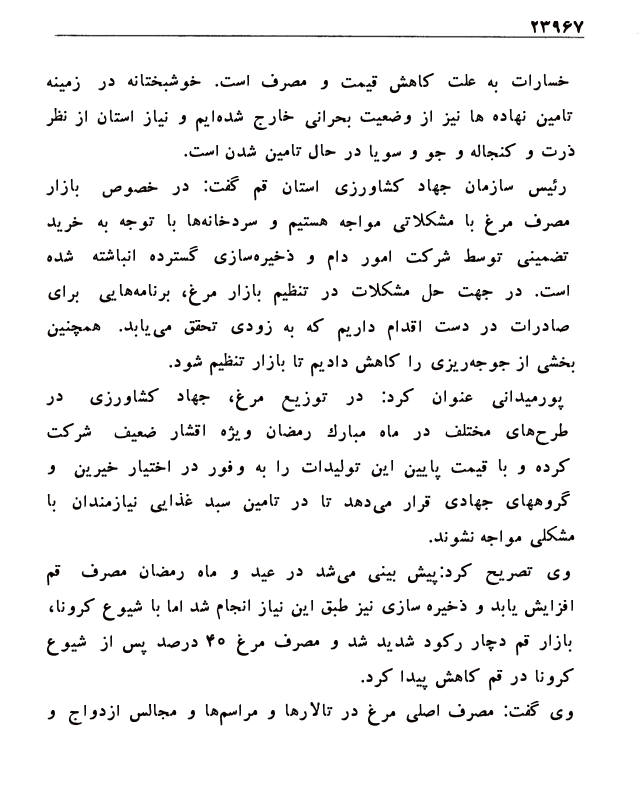 ۲۳۹۶۷
خسارات به علت کاهش قیمت و مصرف است. خوشبختانه در زمینه
تامین نهاده ها نیز از وضعیت بحرانی خارج شده‌ایم و نیاز استان از نظر
ذرت و کنجاله و جو و سویا در حال تامین شدن است.
رئیس سازمان جهاد کشاورزی استان قم گفت: در خصوص بازار
مصرف مرغ با مشکلاتی مواجه هستیم و سردخانه‌ها با توجه به خرید
تضمینی توسط شرکت امور دام و ذخیره‌سازی گسترده انباشته شده
است. در جهت حل مشکلات در تنظیم بازار مرغ، برنامه‌هایی برای
صادرات در دست اقدام داریم که به زودی تحقق می‌یابد. همچنین
بخشی از جوجه‌ریزی را کاهش دادیم تا بازار تنظیم شود.
پورمیدانی عنوان کرد: در توزیع مرغ، جهاد کشاورزی در
طرح‌های مختلف در ماه مبارك رمضان ویژه اقشار ضعیف شرکت
کرده و با قیمت پایین این تولیدات را به وفور در اختیار خیرین و
گروههای جهادی قرار می‌دهد تا در تامین سبد غذایی نیازمندان با
مشکلی مواجه نشوند.
وی تصریح کرد:پیش بینی می‌شد در عید و ماه رمضان مصرف قم
افزایش یابد و ذخیره سازی نیز طبق این نیاز انجام شد اما با شیوع کرونا،
بازار قم دچار رکود شدید شد و مصرف مرغ ۴۰ درصد پس از شیوع
کرونا در قم کاهش پیدا کرد.
وی گفت: مصرف اصلی مرغ در تالارها و مراسم‌ها و مجالس ازدواج و